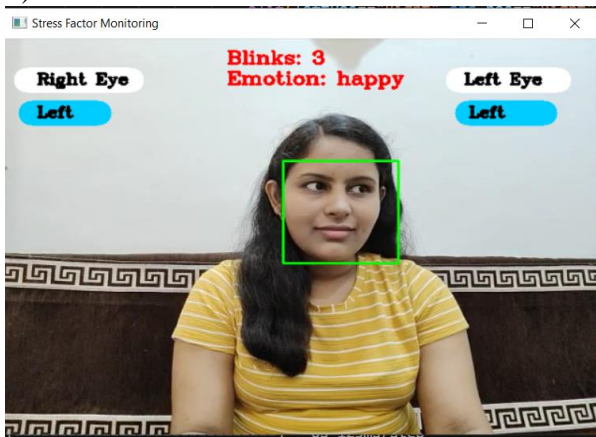 Stress Factor Monitoring
Blinks: 3
Right Eye
Emotion: happy
Left Eye
Left
Left